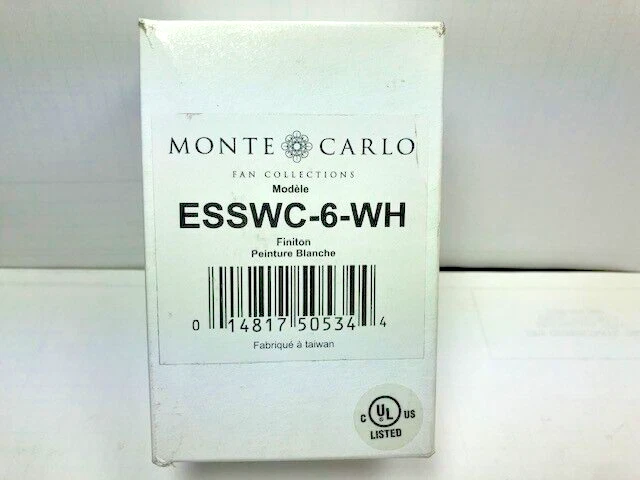 MONTE CARLO
FAN COLLECTIONS
Modèle
ESSWC-6-WH
Finiton
Peinture Blanche
0 14817 50534 4
Fabriqué à taiwan
C UL US
LISTED